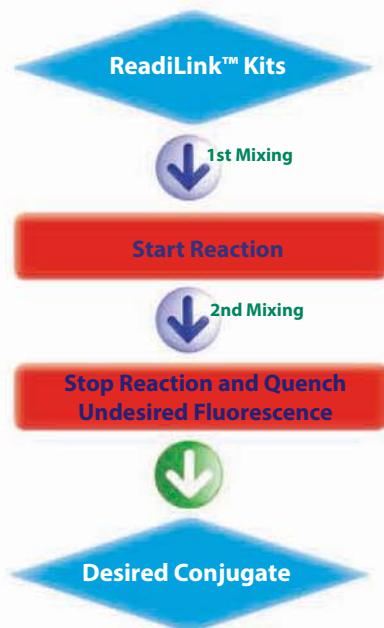 ReadiLink™ Kits
1st Mixing
Start Reaction
2nd Mixing
Stop Reaction and Quench
Undesired Fluorescence
Desired Conjugate